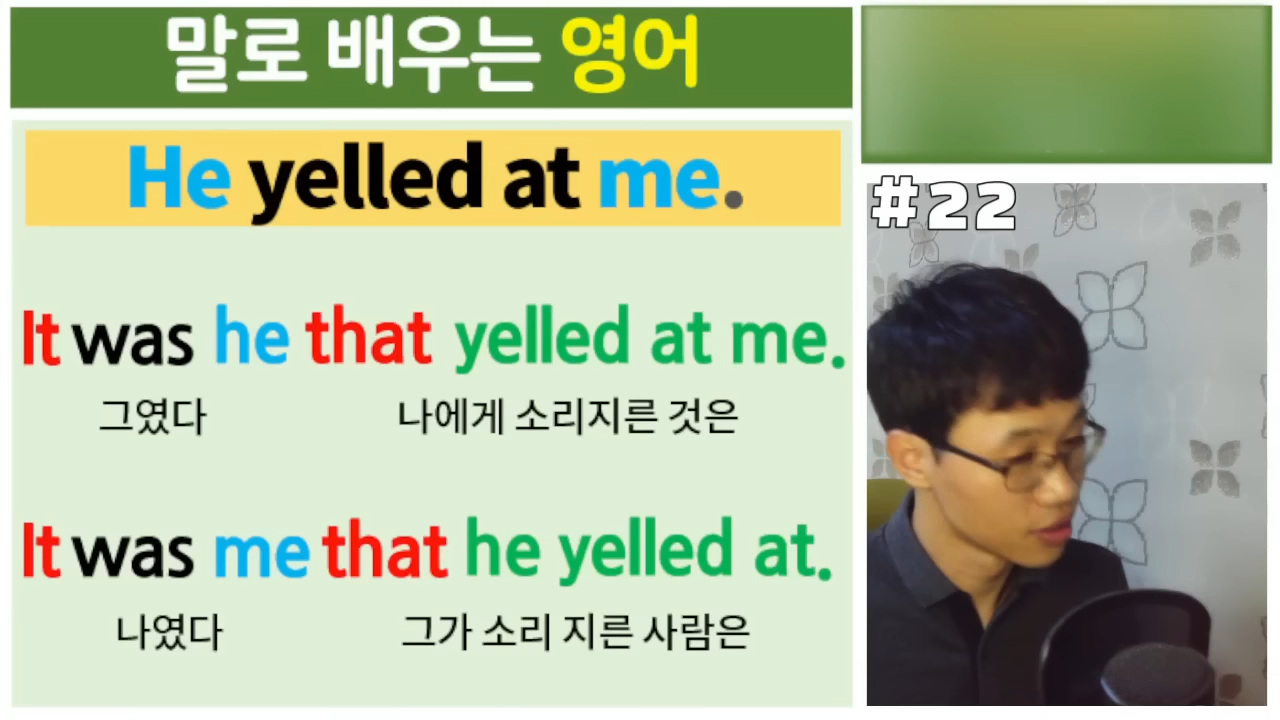 말로 배우는 영어
He yelled at me.
#22
It was he that yelled at me.
그였다 나에게 소리지른 것은
It was me that he yelled at.
나였다 그가 소리 지른 사람은